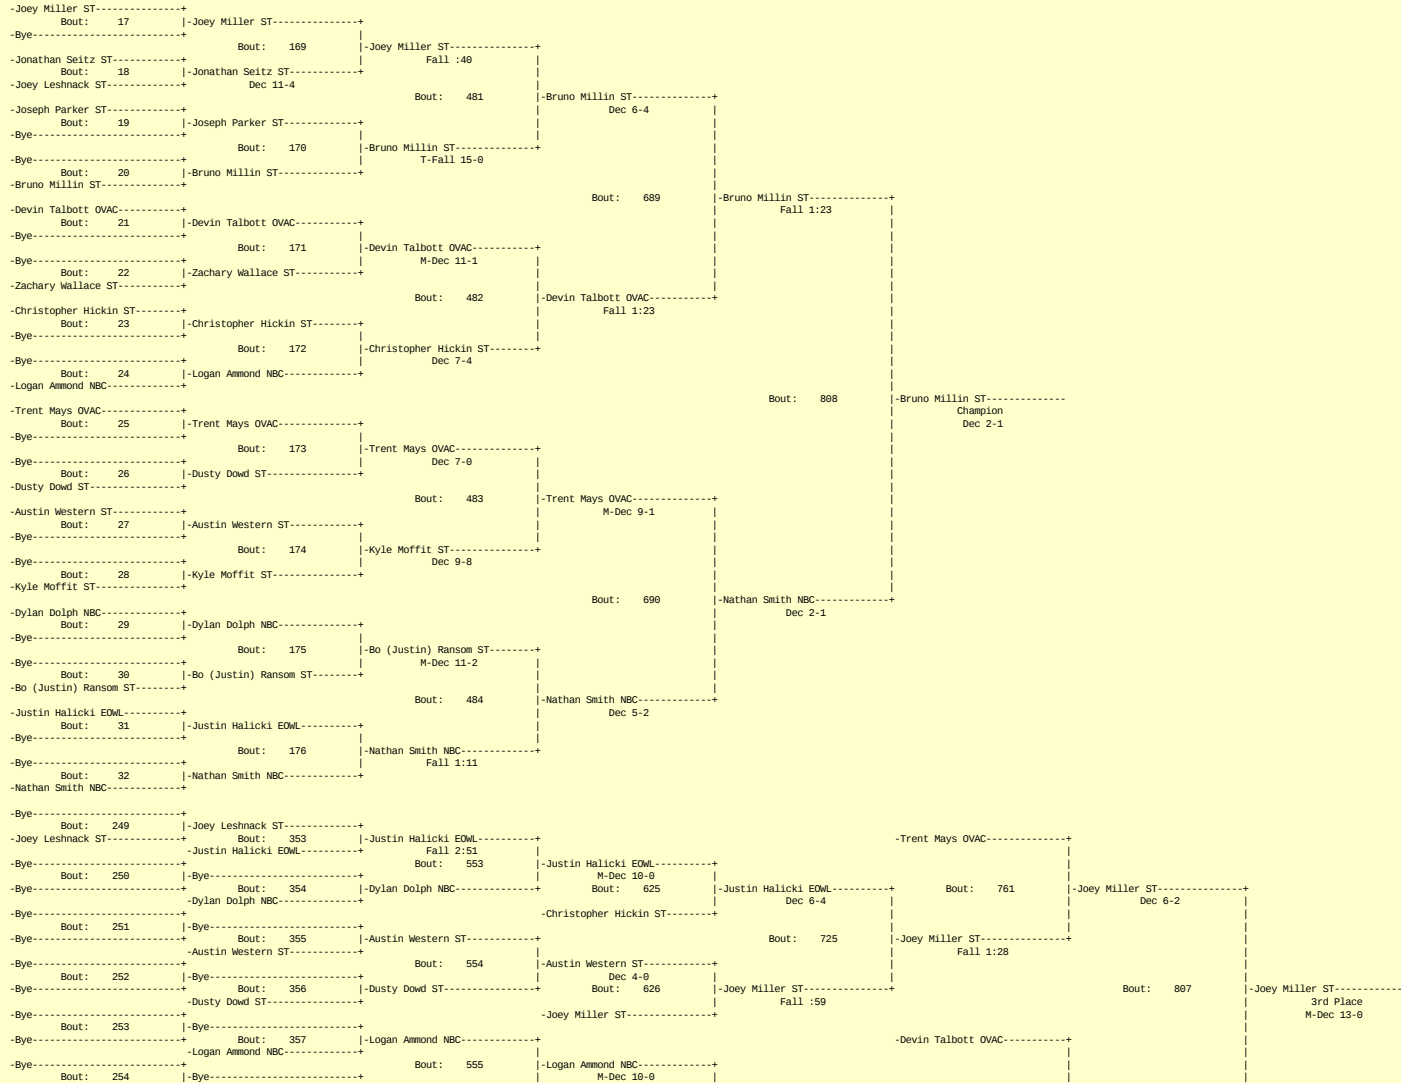 -Joey Miller ST---------------+
Bout: 17 |-Joey Miller ST---------------+
-Bye--------------------------+ |
Bout: 169 |-Joey Miller ST---------------+
-Jonathan Seitz ST------------+ | Fall :40 |
Bout: 18 |-Jonathan Seitz ST------------+ |
-Joey Leshnack ST-------------+ Dec 11-4 |
Bout: 481 |-Bruno Millin ST--------------+
-Joseph Parker ST-------------+ | Dec 6-4 |
Bout: 19 |-Joseph Parker ST-------------+ | |
-Bye--------------------------+ | | |
Bout: 170 |-Bruno Millin ST--------------+ |
-Bye--------------------------+ | T-Fall 15-0 |
Bout: 20 |-Bruno Millin ST--------------+ |
-Bruno Millin ST--------------+ |
Bout: 689 |-Bruno Millin ST--------------+
-Devin Talbott OVAC-----------+ | Fall 1:23 |
Bout: 21 |-Devin Talbott OVAC-----------+ | |
-Bye--------------------------+ | | |
Bout: 171 |-Devin Talbott OVAC-----------+ | |
-Bye--------------------------+ | M-Dec 11-1 | | |
Bout: 22 |-Zachary Wallace ST-----------+ | | |
-Zachary Wallace ST-----------+ | | |
Bout: 482 |-Devin Talbott OVAC-----------+ |
-Christopher Hickin ST--------+ | Fall 1:23 |
Bout: 23 |-Christopher Hickin ST--------+ | |
-Bye--------------------------+ | | |
Bout: 172 |-Christopher Hickin ST--------+ |
-Bye--------------------------+ | Dec 7-4 |
Bout: 24 |-Logan Ammond NBC-------------+ |
-Logan Ammond NBC-------------+ |
Bout: 808 |-Bruno Millin ST--------------
-Trent Mays OVAC--------------+ | Champion
Bout: 25 |-Trent Mays OVAC--------------+ | Dec 2-1
-Bye--------------------------+ | |
Bout: 173 |-Trent Mays OVAC--------------+ |
-Bye--------------------------+ | Dec 7-0 | |
Bout: 26 |-Dusty Dowd ST----------------+ | |
-Dusty Dowd ST----------------+ | |
Bout: 483 |-Trent Mays OVAC--------------+ |
-Austin Western ST------------+ | M-Dec 9-1 | |
Bout: 27 |-Austin Western ST------------+ | | |
-Bye--------------------------+ | | | |
Bout: 174 |-Kyle Moffit ST---------------+ | |
-Bye--------------------------+ | Dec 9-8 | |
Bout: 28 |-Kyle Moffit ST---------------+ | |
-Kyle Moffit ST---------------+ | |
Bout: 690 |-Nathan Smith NBC-------------+
-Dylan Dolph NBC--------------+ | Dec 2-1
Bout: 29 |-Dylan Dolph NBC--------------+ |
-Bye--------------------------+ | |
Bout: 175 |-Bo (Justin) Ransom ST--------+ |
-Bye--------------------------+ | M-Dec 11-2 | |
Bout: 30 |-Bo (Justin) Ransom ST--------+ | |
-Bo (Justin) Ransom ST--------+ | |
Bout: 484 |-Nathan Smith NBC-------------+
-Justin Halicki EOWL----------+ | Dec 5-2
Bout: 31 |-Justin Halicki EOWL----------+ |
-Bye--------------------------+ | |
Bout: 176 |-Nathan Smith NBC-------------+
-Bye--------------------------+ | Fall 1:11
Bout: 32 |-Nathan Smith NBC-------------+
-Nathan Smith NBC-------------+
-Bye--------------------------+
Bout: 249 |-Joey Leshnack ST-------------+
-Joey Leshnack ST-------------+ Bout: 353 |-Justin Halicki EOWL----------+ -Trent Mays OVAC--------------+
-Justin Halicki EOWL----------+ Fall 2:51 | |
-Bye--------------------------+ Bout: 553 |-Justin Halicki EOWL----------+ |
Bout: 250 |-Bye--------------------------+ | M-Dec 10-0 | |
-Bye--------------------------+ Bout: 354 |-Dylan Dolph NBC--------------+ Bout: 625 |-Justin Halicki EOWL----------+ Bout: 761 |-Joey Miller ST---------------+
-Dylan Dolph NBC--------------+ | Dec 6-4 | | Dec 6-2 |
-Bye--------------------------+ -Christopher Hickin ST--------+ | | |
Bout: 251 |-Bye--------------------------+ | | |
-Bye--------------------------+ Bout: 355 |-Austin Western ST------------+ Bout: 725 |-Joey Miller ST---------------+ |
-Austin Western ST------------+ | | Fall 1:28 |
-Bye--------------------------+ Bout: 554 |-Austin Western ST------------+ | |
Bout: 252 |-Bye--------------------------+ | Dec 4-0 | | |
-Bye--------------------------+ Bout: 356 |-Dusty Dowd ST----------------+ Bout: 626 |-Joey Miller ST---------------+ Bout: 807 |-Joey Miller ST---------------
-Dusty Dowd ST----------------+ | Fall :59 | 3rd Place
-Bye--------------------------+ -Joey Miller ST---------------+ | M-Dec 13-0
Bout: 253 |-Bye--------------------------+ |
-Bye--------------------------+ Bout: 357 |-Logan Ammond NBC-------------+ -Devin Talbott OVAC-----------+ |
-Logan Ammond NBC-------------+ | | |
-Bye--------------------------+ Bout: 555 |-Logan Ammond NBC-------------+ | |
Bout: 254 |-Bye--------------------------+ | M-Dec 10-0 | | |